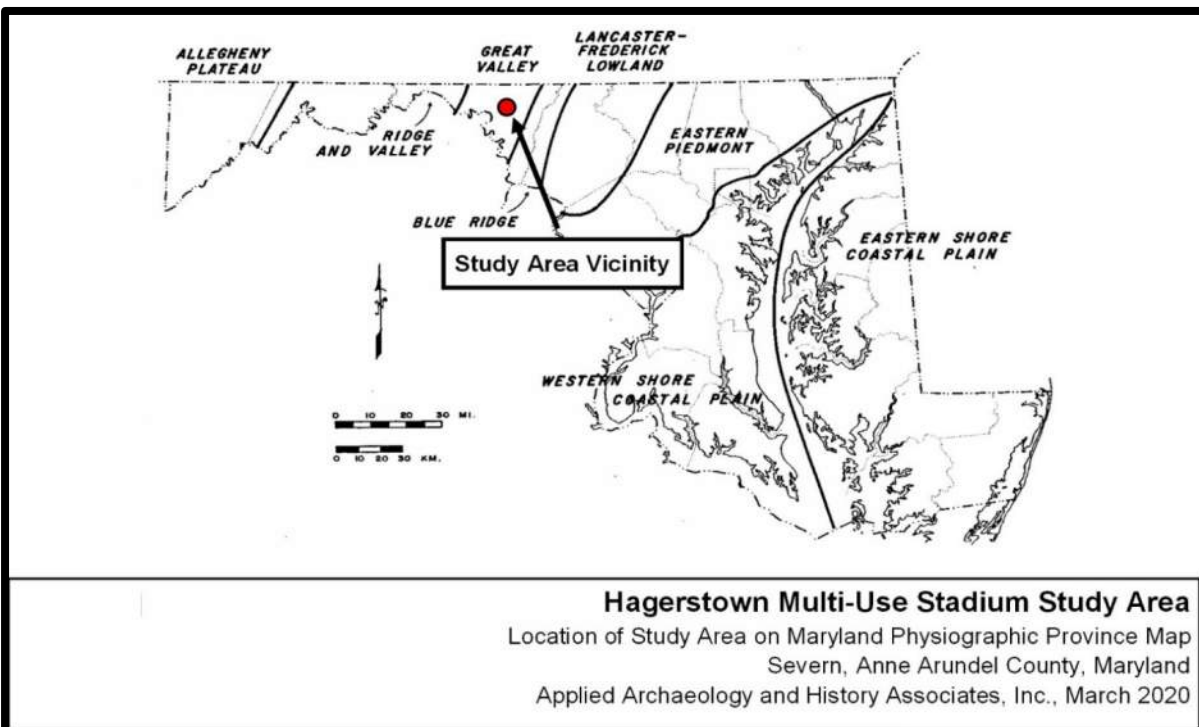 ALLEGHENY
PLATEAU
GREAT
VALLEY
LANCASTER-
FREDERICK
LOWLAND
RIDGE
AND VALLEY
EASTERN
PIEDMONT
BLUE RIDGE
Study Area Vicinity
EASTERN SHORE
COASTAL PLAIN
WESTERN SHORE
COASTAL PLAIN
0 10 20 30 MI.
0 10 20 30 KM.
Hagerstown Multi-Use Stadium Study Area
Location of Study Area on Maryland Physiographic Province Map
Severn, Anne Arundel County, Maryland
Applied Archaeology and History Associates, Inc., March 2020